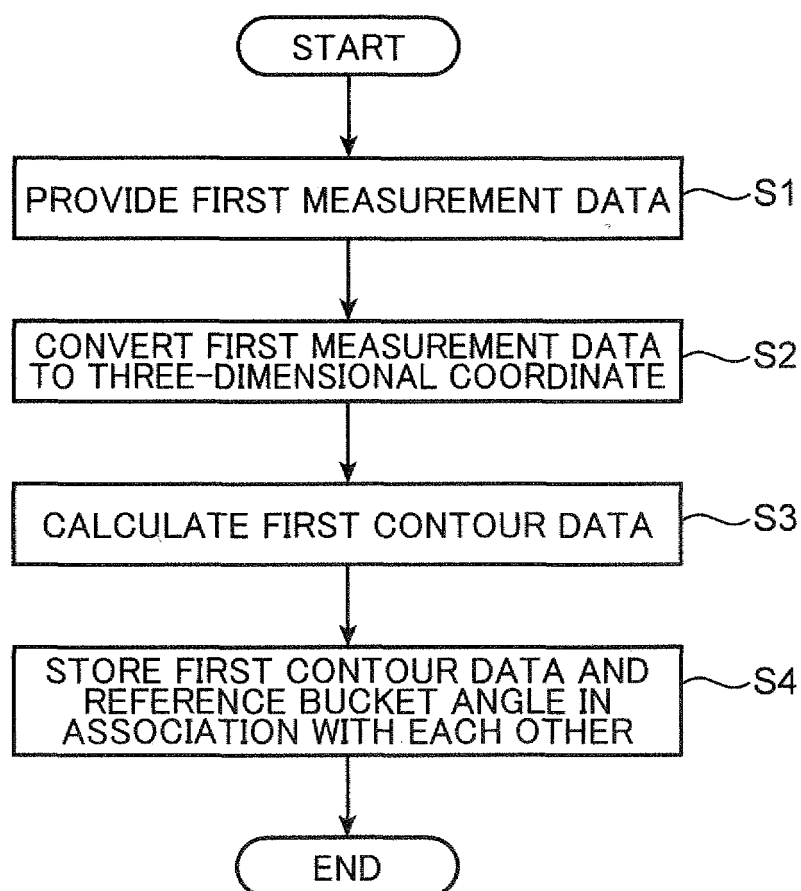 START
PROVIDE FIRST MEASUREMENT DATA
S1
CONVERT FIRST MEASUREMENT DATA
TO THREE-DIMENSIONAL COORDINATE
S2
CALCULATE FIRST CONTOUR DATA
S3
STORE FIRST CONTOUR DATA AND
REFERENCE BUCKET ANGLE IN
ASSOCIATION WITH EACH OTHER
S4
END